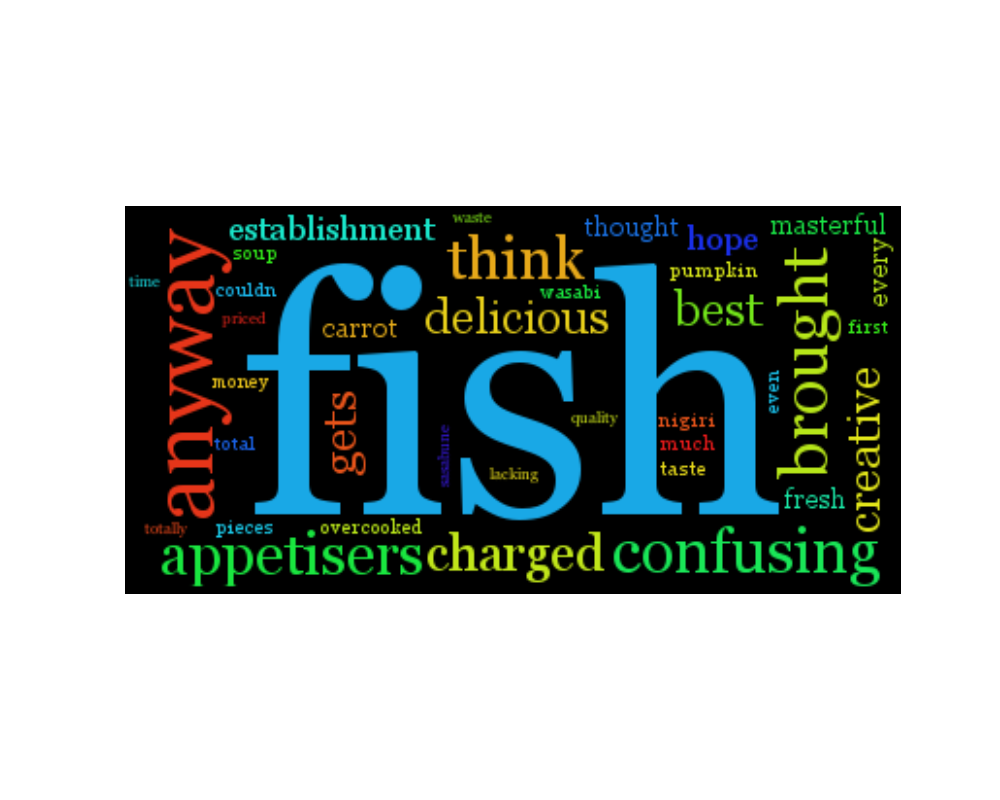 waste
establishment
thought
masterful
hope
soup
think
every
pumpkin
time
couldn
wasabi
anyway
fish
brought
best
delicious
priced
carrot
first
money
even
creative
gets
quality
nigiri
total
much
sasabune
lacking
taste
fresh
totally
pieces
overcooked
appetisers
charged
confusing